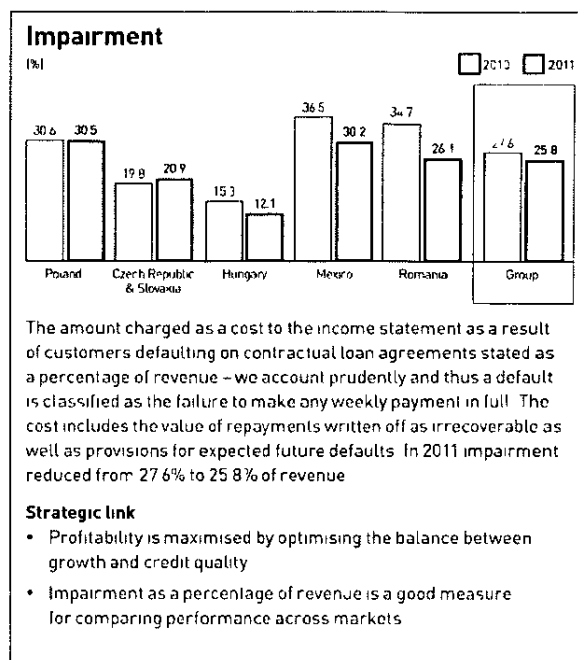 Impairment
(%)
2010 2011
30.6 30.5 19.8 20.9 15.3 12.1 36.5 30.2 34.7 26.1 27.6 25.8
Poland Czech Republic & Slovakia Hungary Mexico Romania Group
The amount charged as a cost to the income statement as a result
of customers defaulting on contractual loan agreements stated as
a percentage of revenue – we account prudently and thus a default
is classified as the failure to make any weekly payment in full The
cost includes the value of repayments written off as irrecoverable as
well as provisions for expected future defaults In 2011 impairment
reduced from 27 6% to 25 8% of revenue
Strategic link
• Profitability is maximised by optimising the balance between
growth and credit quality
• Impairment as a percentage of revenue is a good measure
for comparing performance across markets